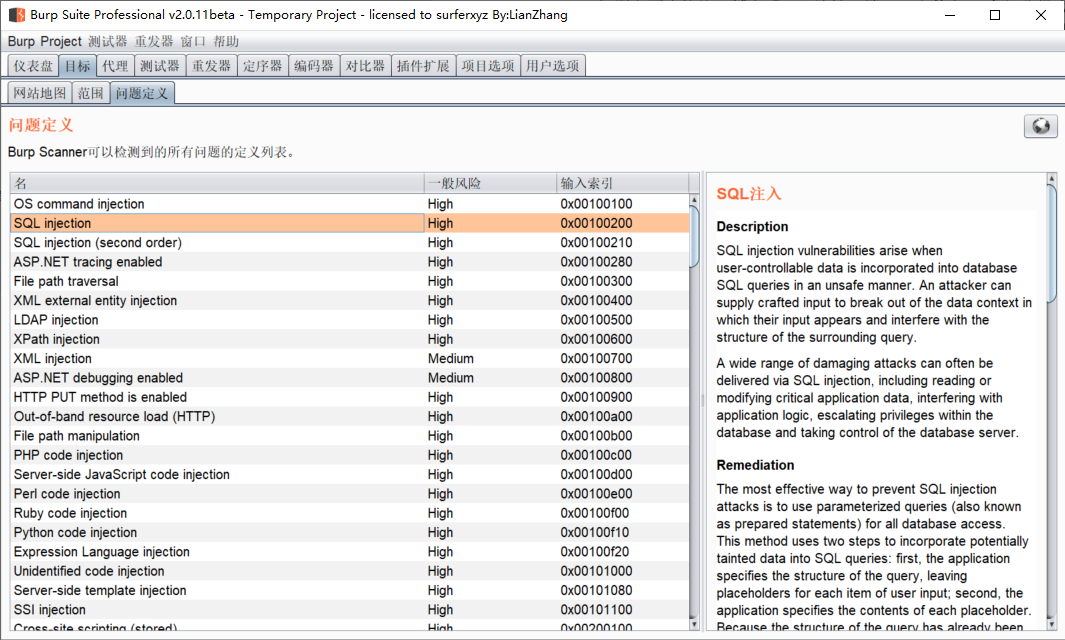 Burp Suite Professional v2.0.11beta - Temporary Project - licensed to surferxyz By:LianZhang
Burp Project 测试器 重发器 窗口 帮助
仪表盘 目标 代理 测试器 重发器 定序器 编码器 对比器 插件扩展 项目选项 用户选项
网站地图 范围 问题定义
问题定义
Burp Scanner可以检测到的所有问题的定义列表。
名 一般风险 输入索引
OS command injection High 0x00100100
SQL injection High 0x00100200
SQL injection (second order) High 0x00100210
ASP.NET tracing enabled High 0x00100280
File path traversal High 0x00100300
XML external entity injection High 0x00100400
LDAP injection High 0x00100500
XPath injection High 0x00100600
XML injection Medium 0x00100700
ASP.NET debugging enabled Medium 0x00100800
HTTP PUT method is enabled High 0x00100900
Out-of-band resource load (HTTP) High 0x00100a00
File path manipulation High 0x00100b00
PHP code injection High 0x00100c00
Server-side JavaScript code injection High 0x00100d00
Perl code injection High 0x00100e00
Ruby code injection High 0x00100f00
Python code injection High 0x00100f10
Expression Language injection High 0x00100f20
Unidentified code injection High 0x00101000
Server-side template injection High 0x00101080
SSI injection High 0x00101100
Cross-site scripting (stored) High 0x00200100
SQL注入
Description
SQL injection vulnerabilities arise when
user-controllable data is incorporated into database
SQL queries in an unsafe manner. An attacker can
supply crafted input to break out of the data context in
which their input appears and interfere with the
structure of the surrounding query.
A wide range of damaging attacks can often be
delivered via SQL injection, including reading or
modifying critical application data, interfering with
application logic, escalating privileges within the
database and taking control of the database server.
Remediation
The most effective way to prevent SQL injection
attacks is to use parameterized queries (also known
as prepared statements) for all database access.
This method uses two steps to incorporate potentially
tainted data into SQL queries: first, the application
specifies the structure of the query, leaving
placeholders for each item of user input; second, the
application specifies the contents of each placeholder.
Because the structure of the query has already been